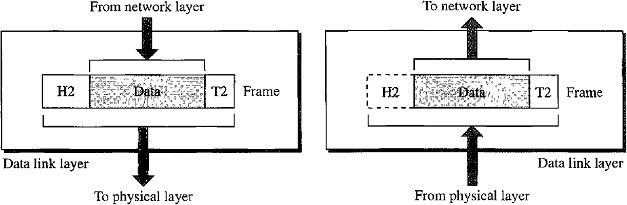 From network layer
H2 Data T2 Frame
Data link layer
To physical layer
To network layer
H2 Data T2 Frame
Data link layer
From physical layer